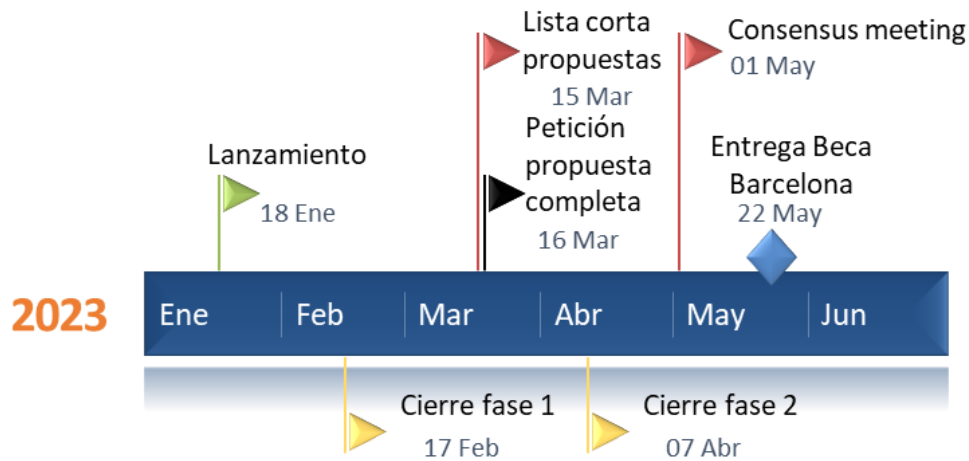 Lista corta
propuestas
15 Mar
Consensus meeting
01 May
Lanzamiento
18 Ene
Petición
propuesta
completa
16 Mar
Entrega Beca
Barcelona
22 May
2023
Ene
Feb
Mar
Abr
May
Jun
Cierre fase 1
17 Feb
Cierre fase 2
07 Abr